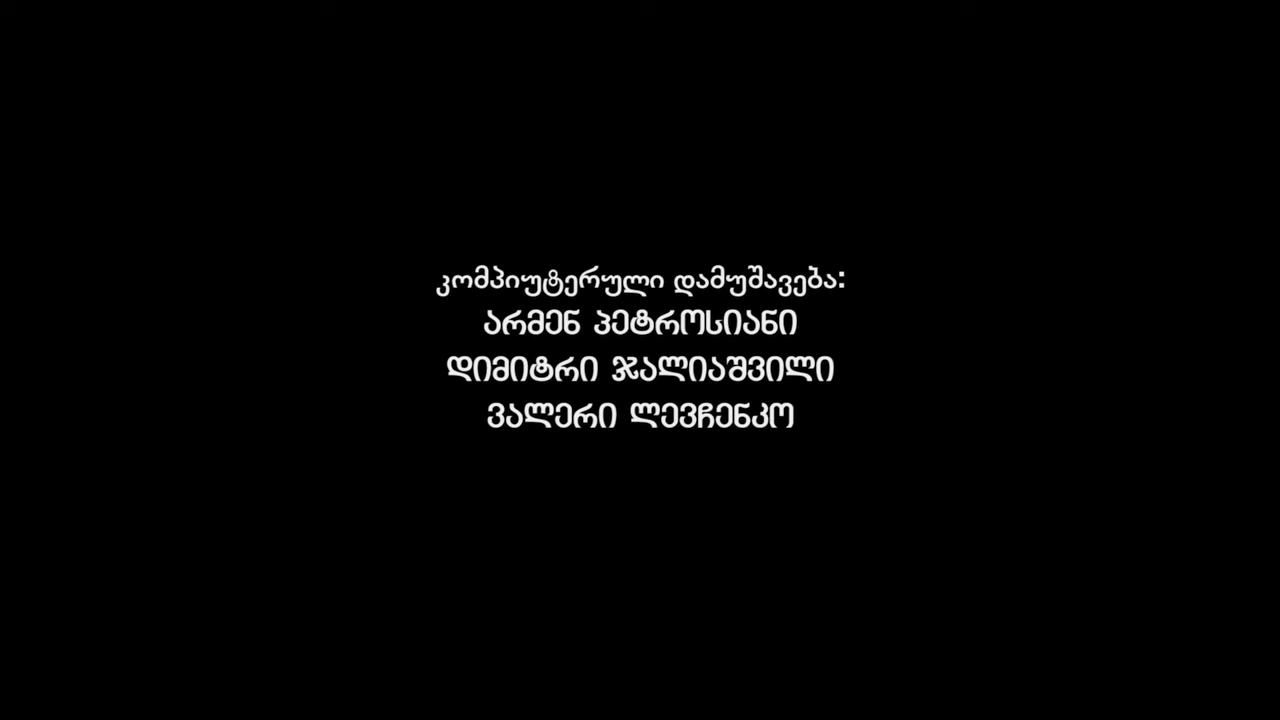 კომპიუტერული დამუშავება:
არმენ პეტროსიანი
დიმიტრი ჯალიაშვილი
ვალერი ლევჩენკო